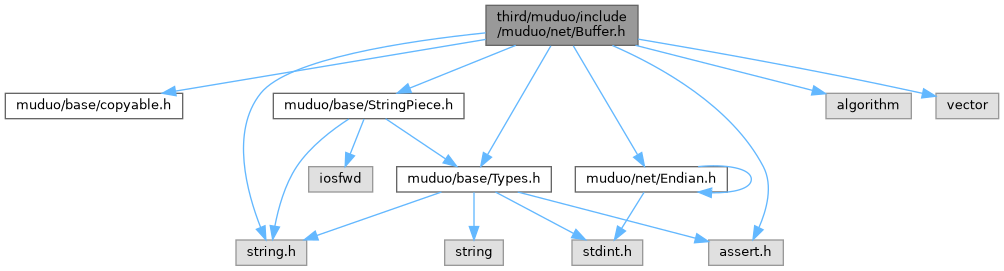 third/muduo/include
/muduo/net/Buffer.h
muduo/base/copyable.h
muduo/base/StringPiece.h
algorithm
vector
iosfwd
muduo/base/Types.h
muduo/net/Endian.h
string.h
string
stdint.h
assert.h